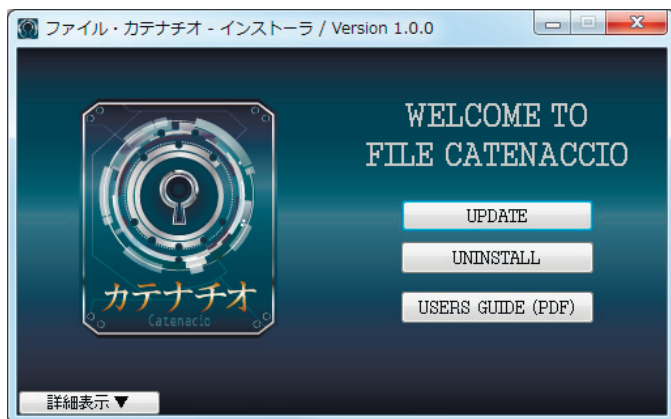 ファイル・カテナチオ - インストーラ / Version 1.0.0
WELCOME TO
FILE CATENACCIO
カテナチオ
Catenacio
UPDATE
UNINSTALL
USERS GUIDE (PDF)
詳細表示▼